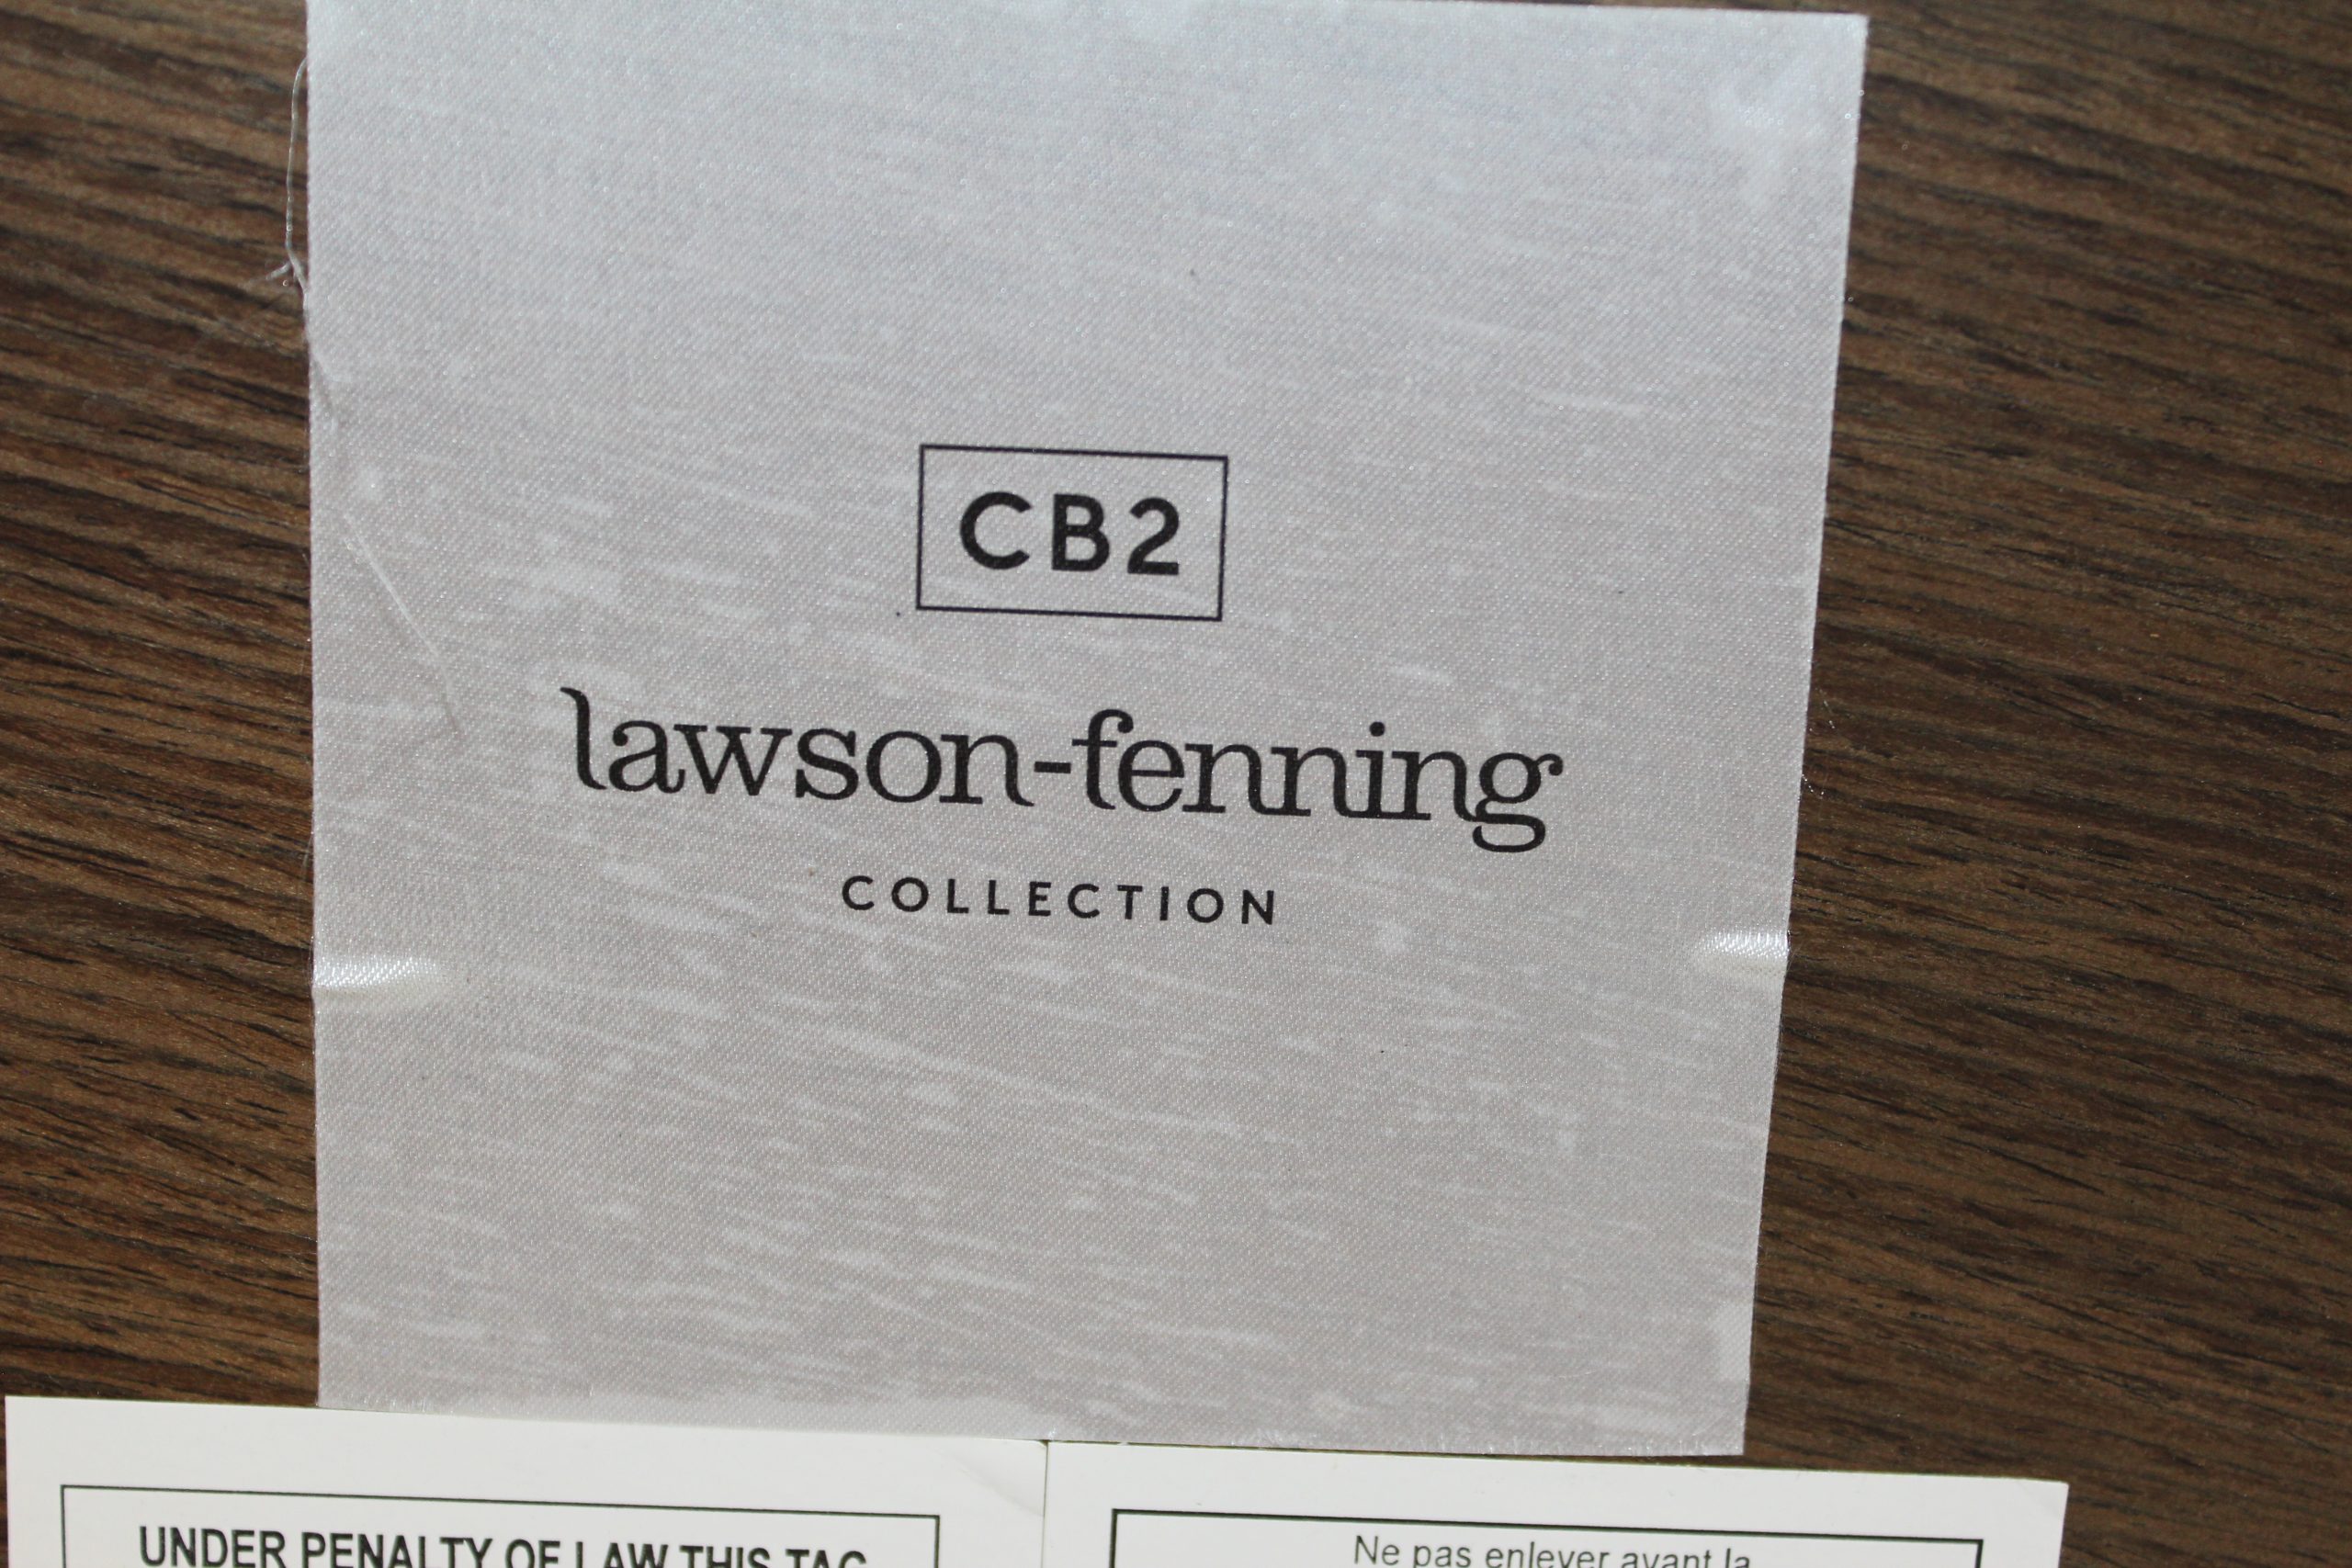 CB2
lawson-fenning
COLLECTION
UNDER PENALTY OF LAW THIS TAG
Ne pas enlever avant la